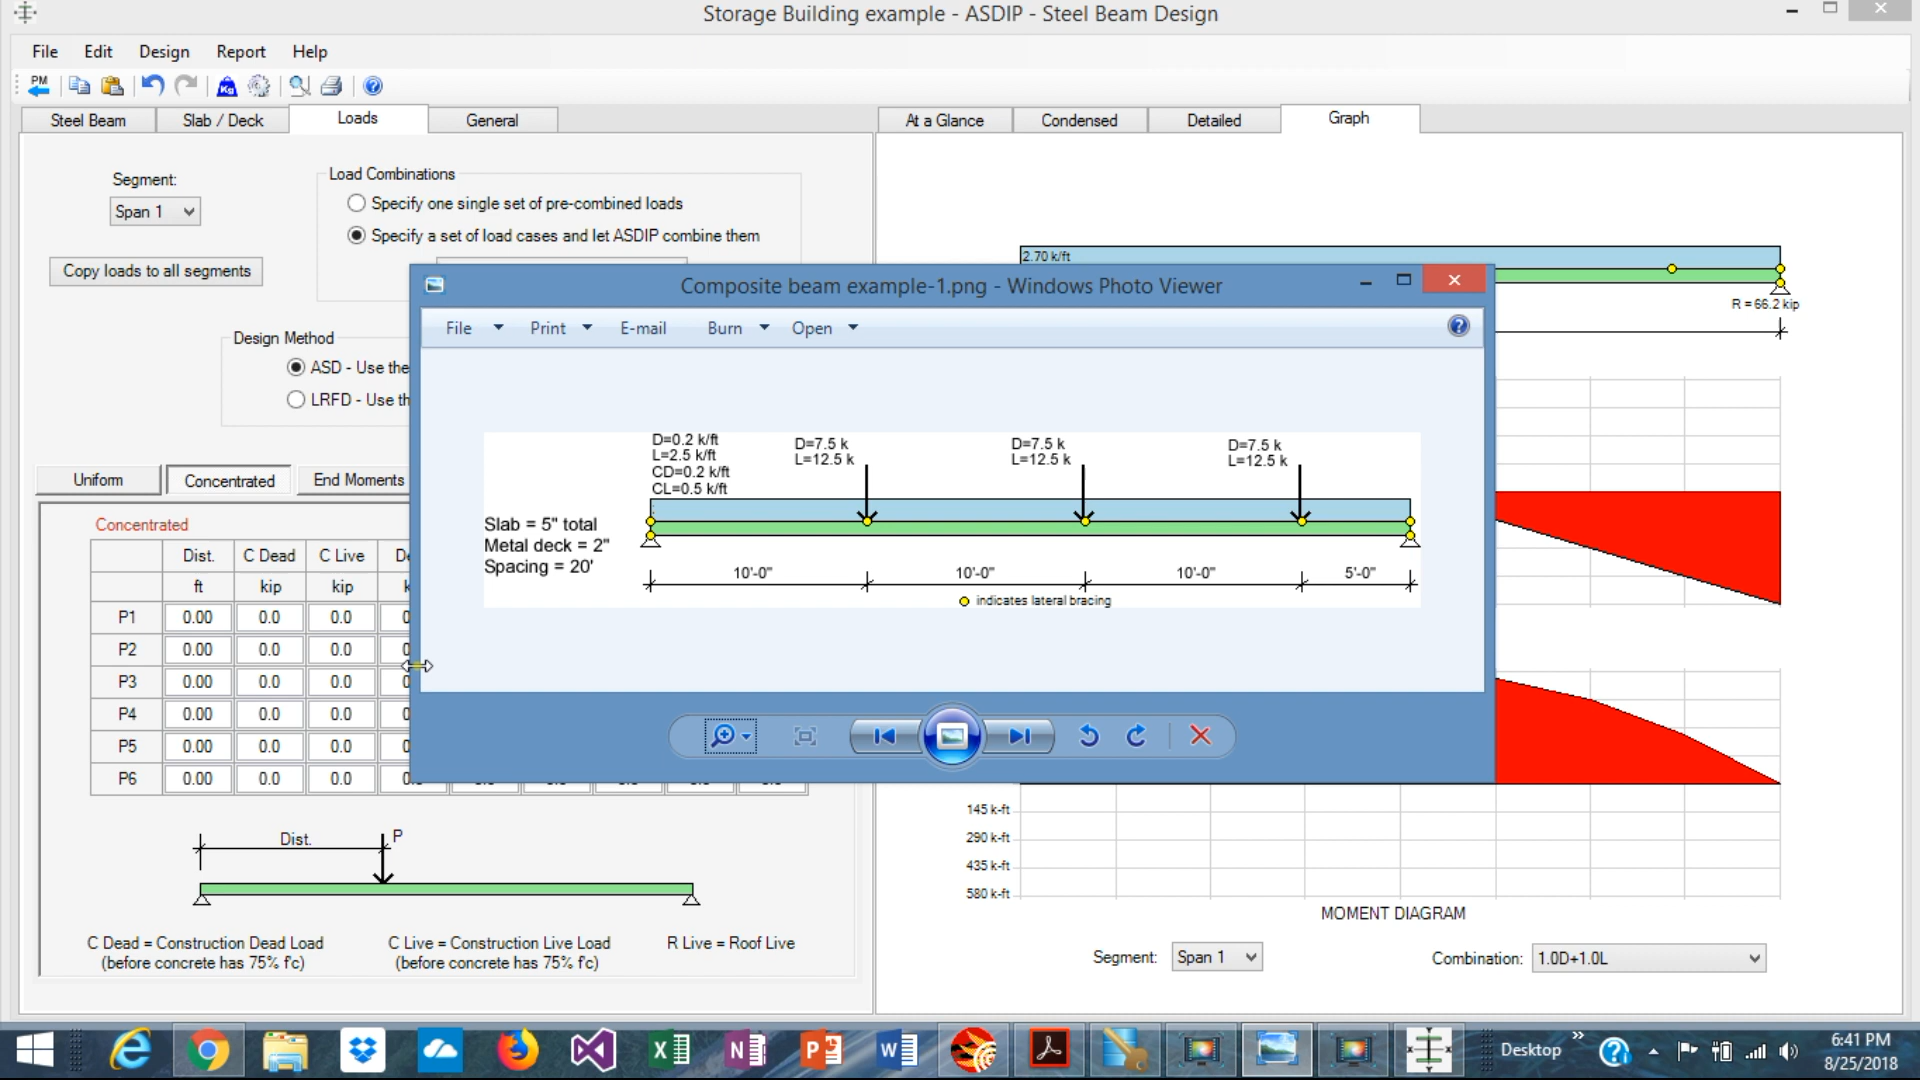 Storage Building example - ASDIP - Steel Beam Design
File Edit Design Report Help
PM Kg
Steel Beam Slab / Deck Loads General
At a Glance Condensed Detailed Graph
Segment:
Span 1
Copy loads to all segments
Load Combinations
Specify one single set of pre-combined loads
Specify a set of load cases and let ASDIP combine them
Design Method
ASD - Use the
LRFD - Use th
Uniform Concentrated End Moments
Concentrated
Dist. C Dead C Live
ft kip kip
P1 0.00 0.0 0.0
P2 0.00 0.0 0.0
P3 0.00 0.0 0.0
P4 0.00 0.0 0.0
P5 0.00 0.0 0.0
P6 0.00 0.0 0.0
Dist. P
C Dead = Construction Dead Load
(before concrete has 75% f'c)
C Live = Construction Live Load
(before concrete has 75% f'c)
R Live = Roof Live
Composite beam example-1.png - Windows Photo Viewer
File Print E-mail Burn Open
D=0.2 k/ft
L=2.5 k/ft
CD=0.2 k/ft
CL=0.5 k/ft
D=7.5 k
L=12.5 k
D=7.5 k
L=12.5 k
D=7.5 k
L=12.5 k
Slab = 5" total
Metal deck = 2"
Spacing = 20'
10'-0" 10'-0" 10'-0" 5'-0"
indicates lateral bracing
2.70 k/ft
R = 66.2 kip
145 k-ft
290 k-ft
435 k-ft
580 k-ft
MOMENT DIAGRAM
Segment: Span 1 Combination: 1.0D+1.0L
Desktop
6:41 PM
8/25/2018